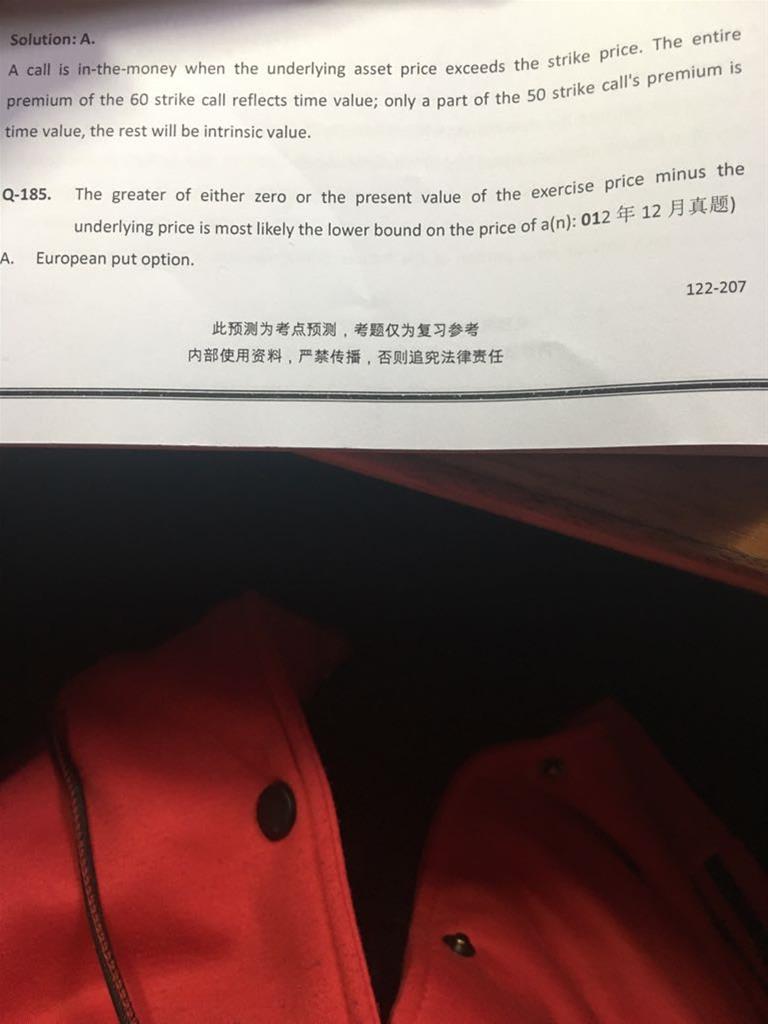 Solution: A.
A call is in-the-money when the underlying asset price exceeds the strike price. The entire
premium of the 60 strike call reflects time value; only a part of the 50 strike call's premium is
time value, the rest will be intrinsic value.
Q-185. The greater of either zero or the present value of the exercise price minus the
underlying price is most likely the lower bound on the price of a(n): 012 年 12 月真题)
A. European put option.
122-207
此预测为考点预测，考题仅为复习参考
内部使用资料，严禁传播，否则追究法律责任